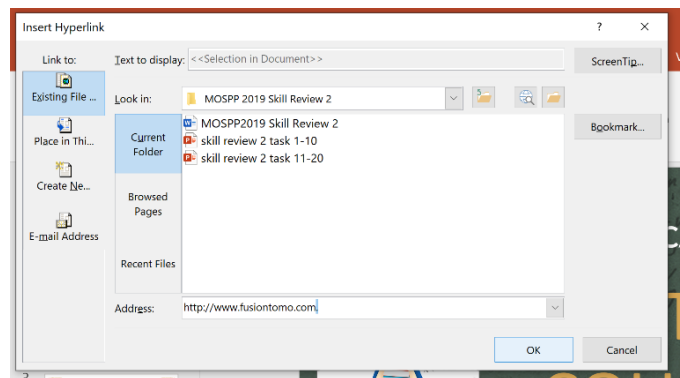 Insert Hyperlink ? ×
Link to: Text to display: <<Selection in Document>> ScreenTip...
Existing File ... Look in: MOSPP 2019 Skill Review 2
Bookmark...
Place in Thi...
Create Ne...
E-mail Address
Current Folder
Browsed Pages
Recent Files
MOSPP2019 Skill Review 2
skill review 2 task 1-10
skill review 2 task 11-20
Address: http://www.fusiontomo.com
OK Cancel